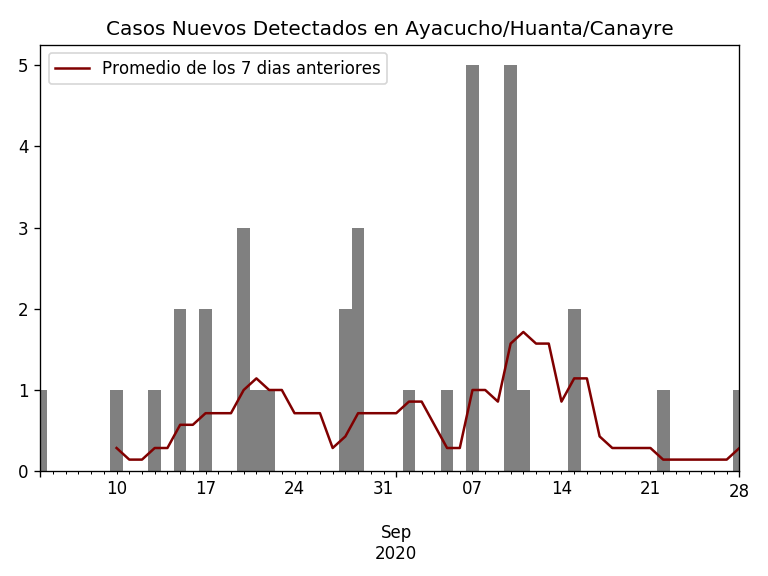 Casos Nuevos Detectados en Ayacucho/Huanta/Canayre
Promedio de los 7 dias anteriores
5
4
3
2
1
0
10 17 24 31 07 14 21 28
Sep
2020